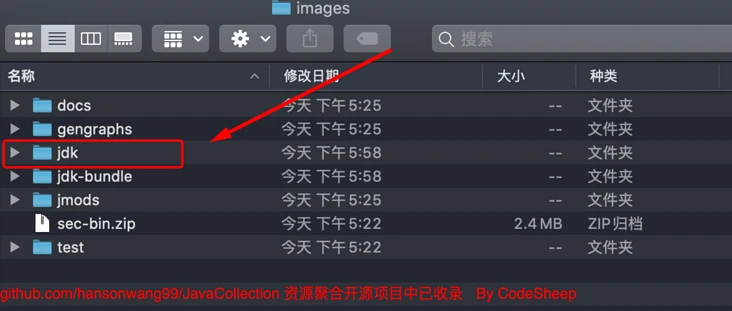 images
搜索
名称 修改日期 大小 种类
docs 今天 下午5:25 -- 文件夹
gengraphs 今天 下午5:25 -- 文件夹
jdk 今天 下午5:58 -- 文件夹
jdk-bundle 今天 下午5:58 -- 文件夹
jmods 今天 下午5:25 -- 文件夹
sec-bin.zip 今天 下午5:22 2.4 MB ZIP归档
test 今天 下午5:22 -- 文件夹
github.com/hansonwang99/JavaCollection 资源聚合开源项目中已收录 By CodeSheep